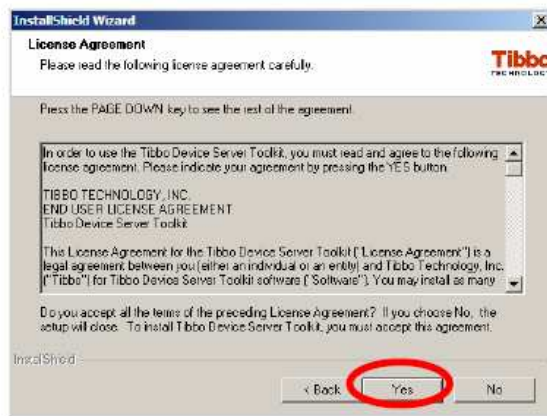 InstallShield Wizard
License Agreement
Please read the following license agreement carefully.
Tibbo
TECHNOLOGY
Press the PAGE DOWN key to see the rest of the agreement.
In order to use the Tibbo Device Server Toolkit, you must read and agree to the following
license agreement. Please indicate your agreement by pressing the YES button.
TIBBO TECHNOLOGY, INC.
END USER LICENSE AGREEMENT
Tibbo Device Server Toolkit
This License Agreement for the Tibbo Device Server Toolkit ("License Agreement") is a
legal agreement between you (either an individual or an entity) and Tibbo Technology, Inc.
("Tibbo") for Tibbo Device Server Toolkit software ("Software"). You may install as many
Do you accept all the terms of the preceding License Agreement? If you choose No, the
setup will close. To install Tibbo Device Server Toolkit, you must accept this agreement.
InstallShield
< Back
Yes
No